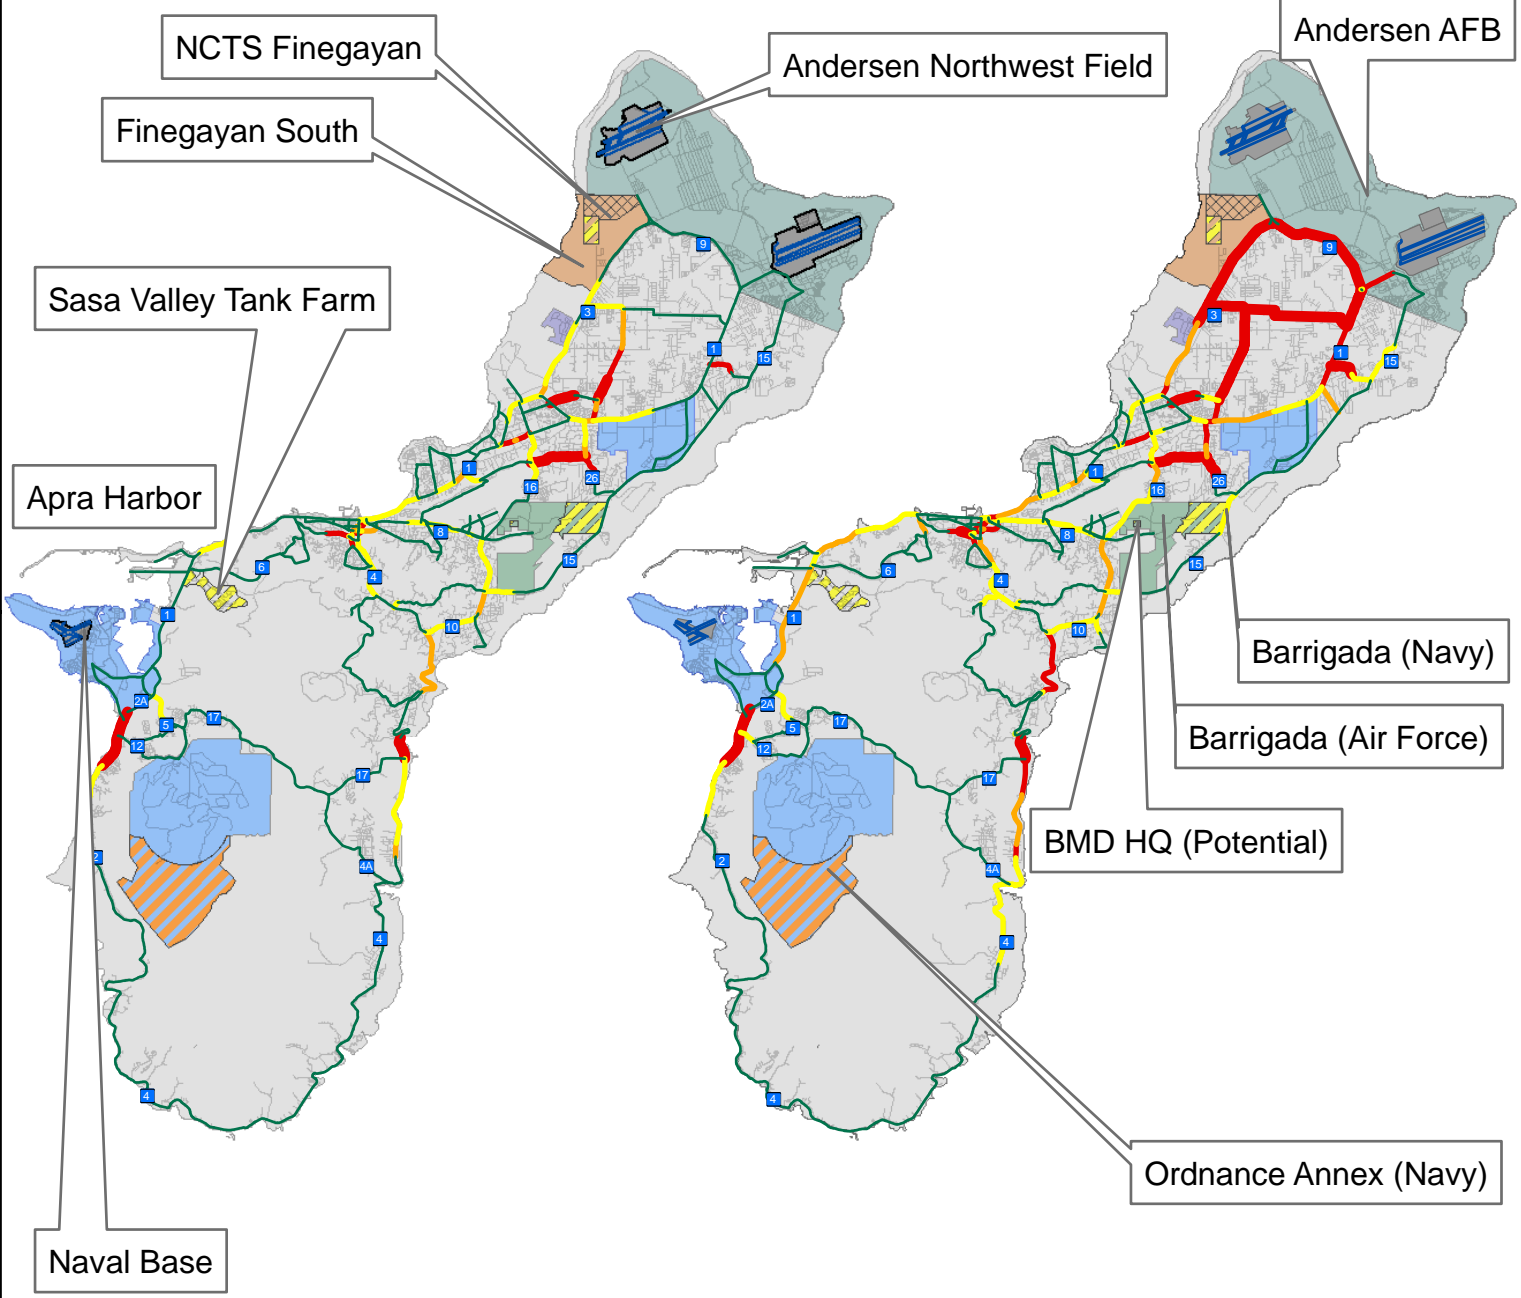 Andersen AFB
NCTS Finegayan
Andersen Northwest Field
Finegayan South
Sasa Valley Tank Farm
Apra Harbor
Barrigada (Navy)
Barrigada (Air Force)
BMD HQ (Potential)
Ordnance Annex (Navy)
Naval Base
9
3
1
15
1
26
16
8
15
6
4
1
10
2A
5
17
12
17
2
4A
4
4
9
3
1
15
1
26
16
8
15
6
4
1
10
2A
5
17
12
17
2
4A
4
4